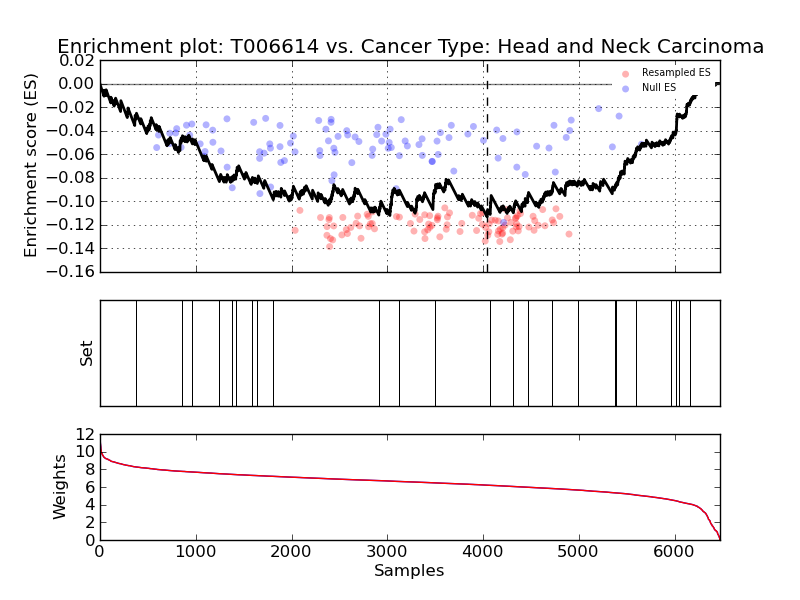 Enrichment plot: T006614 vs. Cancer Type: Head and Neck Carcinoma
Enrichment score (ES)
0.02
0.00
−0.02
−0.04
−0.06
−0.08
−0.10
−0.12
−0.14
−0.16
Resampled ES
Null ES
Set
Weights
12
10
8
6
4
2
0
0 1000 2000 3000 4000 5000 6000
Samples